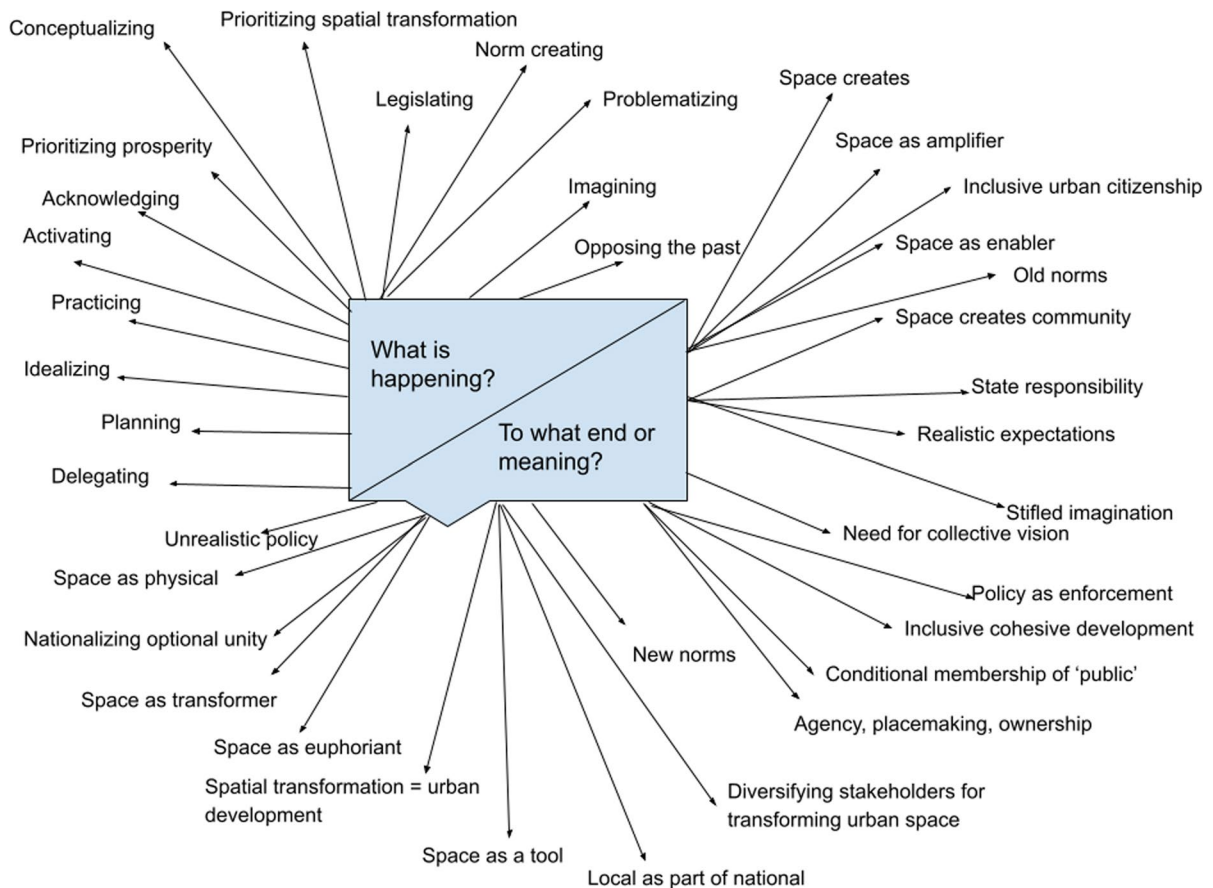 Conceptualizing
Prioritizing spatial transformation
Norm creating
Legislating
Problematizing
Space creates
Prioritizing prosperity
Space as amplifier
Acknowledging
Imagining
Inclusive urban citizenship
Activating
Opposing the past
Space as enabler
Old norms
Practicing
Space creates community
What is
happening?
Idealizing
State responsibility
Planning
To what end or
meaning?
Realistic expectations
Delegating
Stifled imagination
Unrealistic policy
Need for collective vision
Space as physical
Policy as enforcement
Nationalizing optional unity
Inclusive cohesive development
New norms
Conditional membership of ‘public’
Space as transformer
Agency, placemaking, ownership
Space as euphoriant
Spatial transformation = urban
development
Diversifying stakeholders for
transforming urban space
Space as a tool
Local as part of national